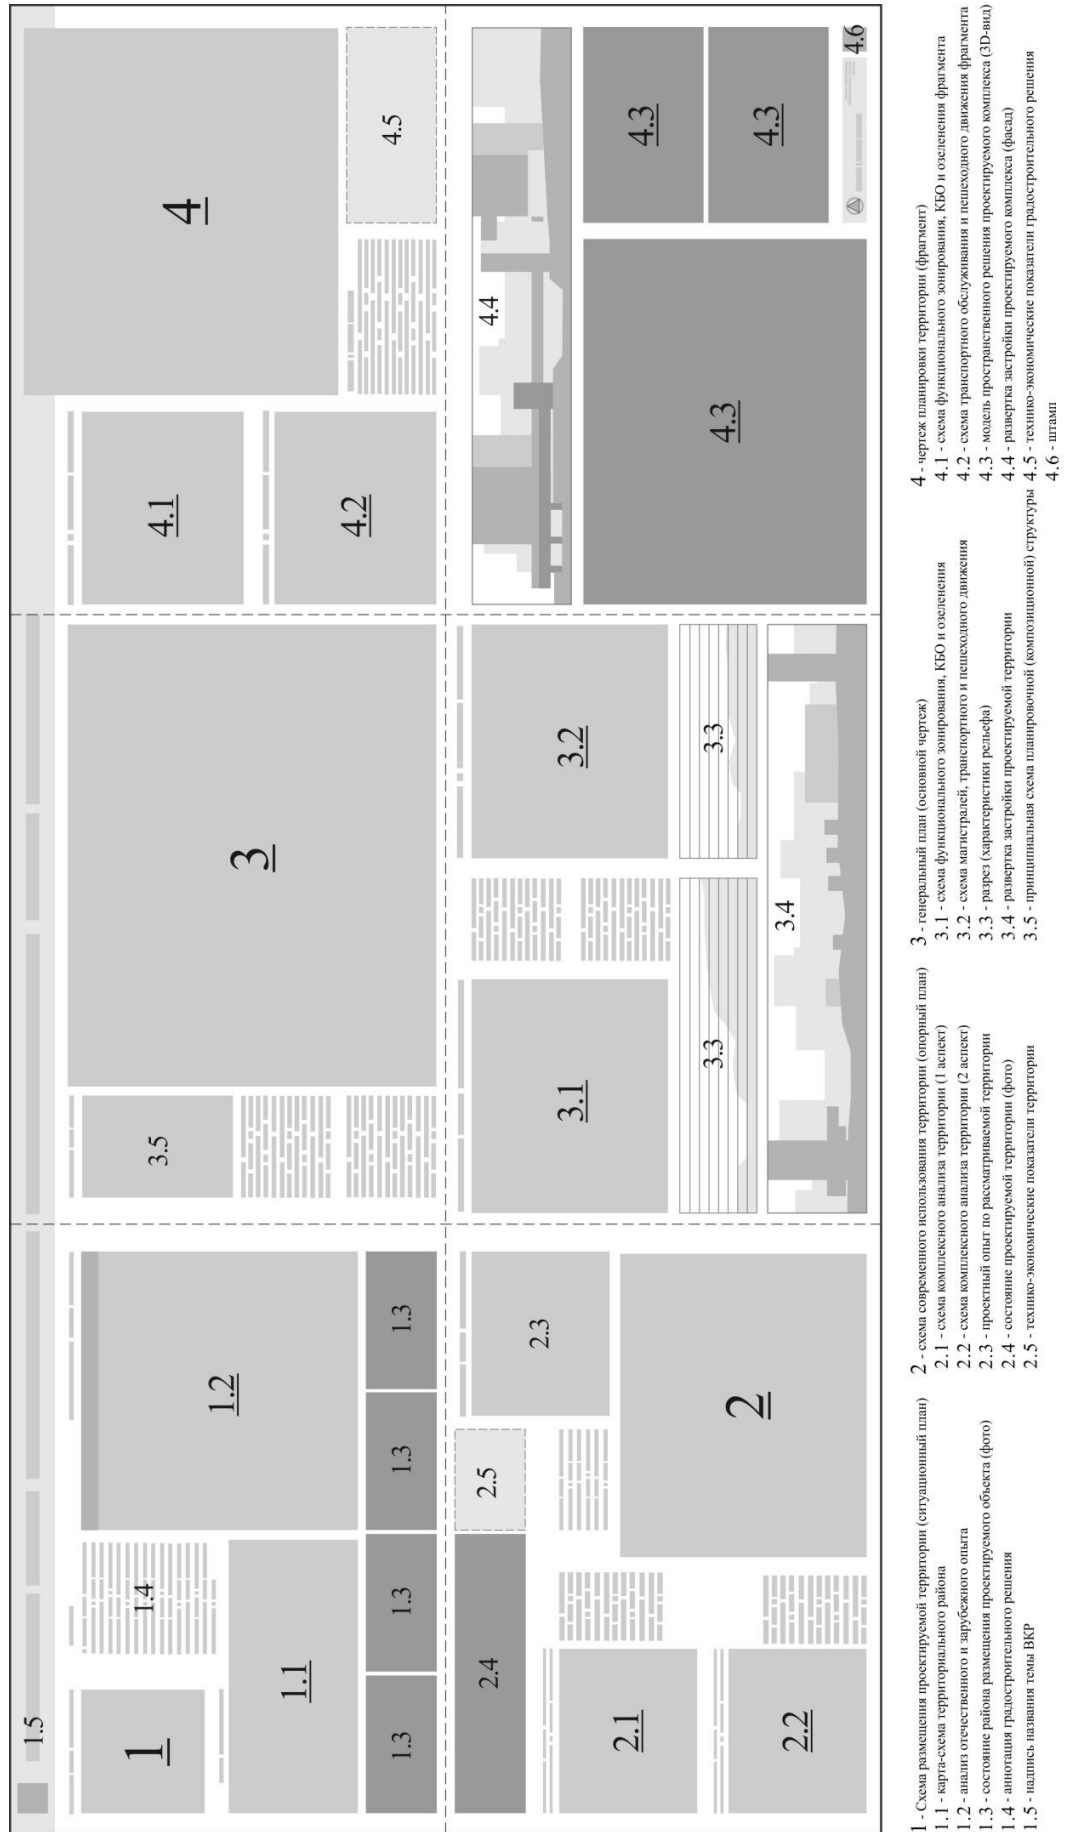 1.5
1
1.1
1.4
1.2
1.3
1.3
1.3
1.3
3.5
3
4.1
4.2
4
4.5
2.4
2.5
2.3
2.1
2.2
2
3.1
3.2
3.3
3.3
3.4
4.4
4.3
4.3
4.3
4.6
1 - Схема размещения проектируемой территории (ситуационный план)
1.1 - карта-схема территориального района
1.2 - анализ отечественного и зарубежного опыта
1.3 - состояние района размещения проектируемого объекта (фото)
1.4 - аннотация градостроительного решения
1.5 - надпись названия темы ВКР
2 - схема современного использования территории (опорный план)
2.1 - схема комплексного анализа территории (1 аспект)
2.2 - схема комплексного анализа территории (2 аспект)
2.3 - проектный опыт по рассматриваемой территории
2.4 - состояние проектируемой территории (фото)
2.5 - технико-экономические показатели территории
3 - генеральный план (основной чертеж)
3.1 - схема функционального зонирования, КБО и озеленения
3.2 - схема магистралей, транспортного и пешеходного движения
3.3 - разрез (характеристики рельефа)
3.4 - развертка застройки проектируемой территории
3.5 - принципиальная схема планировочной (композиционной) структуры
4 - чертеж планировки территории (фрагмент)
4.1 - схема функционального зонирования, КБО и озеленения фрагмента
4.2 - схема транспортного обслуживания и пешеходного движения фрагмента
4.3 - модель пространственного решения проектируемого комплекса (3D-вид)
4.4 - развертка застройки проектируемого комплекса (фасад)
4.5 - технико-экономические показатели градостроительного решения
4.6 - штамп